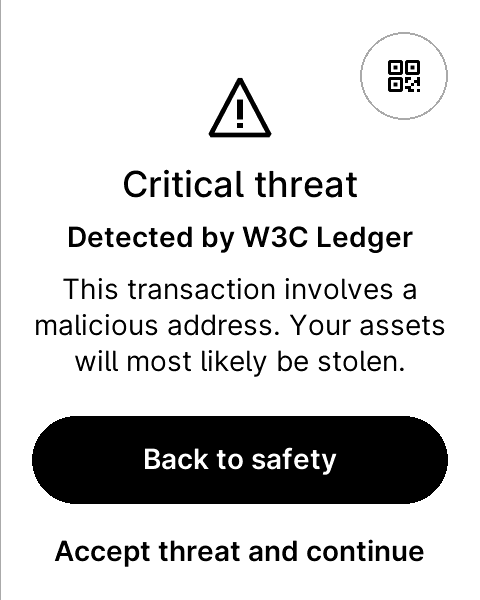 Critical threat
Detected by W3C Ledger
This transaction involves a
malicious address. Your assets
will most likely be stolen.
Back to safety
Accept threat and continue